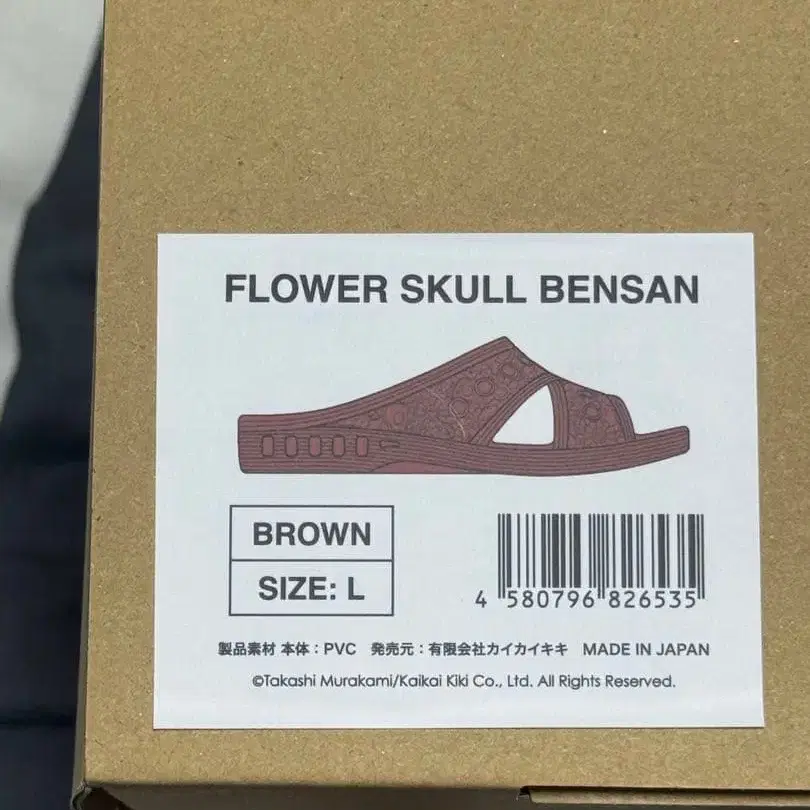 FLOWER SKULL BENSAN
BROWN
SIZE: L
4 580796 826535
製品素材 本体：PVC 発売元：有限会社カイカイキキ MADE IN JAPAN
©Takashi Murakami/Kaikai Kiki Co., Ltd. All Rights Reserved.